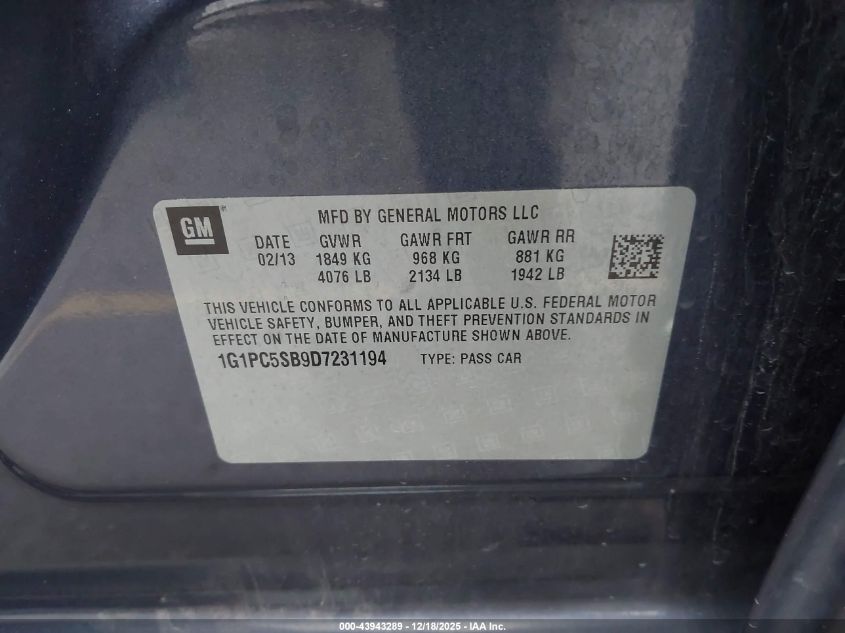 GM
MFD BY GENERAL MOTORS LLC
DATE GVWR GAWR FRT GAWR RR
02/13 1849 KG 968 KG 881 KG
4076 LB 2134 LB 1942 LB
THIS VEHICLE CONFORMS TO ALL APPLICABLE U.S. FEDERAL MOTOR
VEHICLE SAFETY, BUMPER, AND THEFT PREVENTION STANDARDS IN
EFFECT ON THE DATE OF MANUFACTURE SHOWN ABOVE.
1G1PC5SB9D7231194 TYPE: PASS CAR
000-43943289 - 12/18/2025 - IAA Inc.